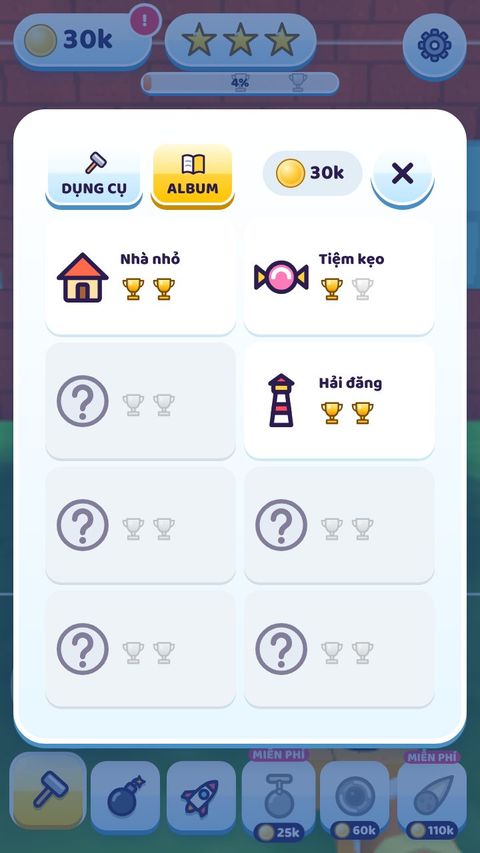 30k
!
4%
DỤNG CỤ
ALBUM
30k
Nhà nhỏ
Tiệm kẹo
?
Hải đăng
?
?
?
?
MIỄN PHÍ
MIỄN PHÍ
25k
60k
110k